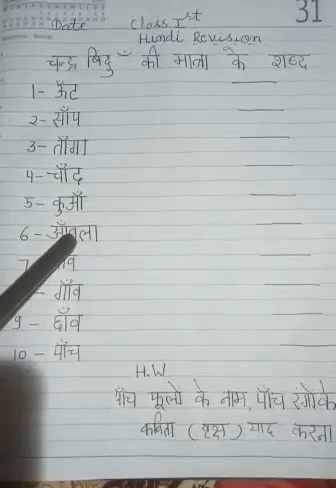 31
Date Class Ist
Hindi Revision
चन्द्र बिंदु ँ की माता के शब्द
1- ऊँट
2- साँप
3- ताँगा
4- चाँद
5- कुआँ
6- आँवला
7
- गाँव
9 - छाँव
10 - पाँच
H.W
पाँच फूलों के नाम, पाँच रंगों के
कविता (वृक्ष) याद करना